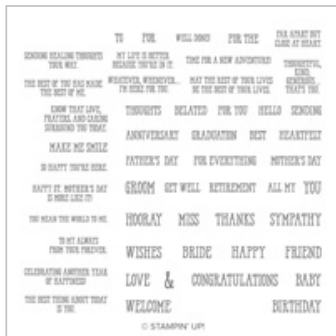 TO FOR WELL DONE! FOR THE
FAR APART BUT
CLOSE AT HEART.
SENDING HEALING THOUGHTS
YOUR WAY.
MY LIFE IS BETTER
BECAUSE YOU'RE IN IT.
TIME FOR A NEW ADVENTURE!
THOUGHTFUL,
KIND,
GENEROUS...
THAT'S YOU.
THE BEST OF YOU HAS MADE
THE BEST OF ME.
WHATEVER, WHENEVER...
I'M HERE FOR YOU.
MAY THE REST OF YOUR LIVES
BE THE BEST OF YOUR LIVES.
KNOW THAT LOVE,
PRAYERS, AND CARING
SURROUND YOU TODAY.
THOUGHTS BELATED FOR YOU HELLO SENDING
ANNIVERSARY GRADUATION BEST HEARTFELT
MAKE ME SMILE
SO HAPPY YOU'RE HERE.
FATHER'S DAY FOR EVERYTHING MOTHER'S DAY
HAPPY ST. MOTHER'S DAY
IS MORE LIKE IT!
GROOM GET WELL RETIREMENT ALL MY YOU
YOU MEAN THE WORLD TO ME.
HOORAY MISS THANKS SYMPATHY
TO MY ALWAYS
FROM YOUR FOREVER.
WISHES BRIDE HAPPY FRIEND
CELEBRATING ANOTHER YEAR
OF HAPPINESS
LOVE & CONGRATULATIONS BABY
THE BEST THING ABOUT TODAY
IS YOU.
WELCOME BIRTHDAY
© STAMPIN' UP!